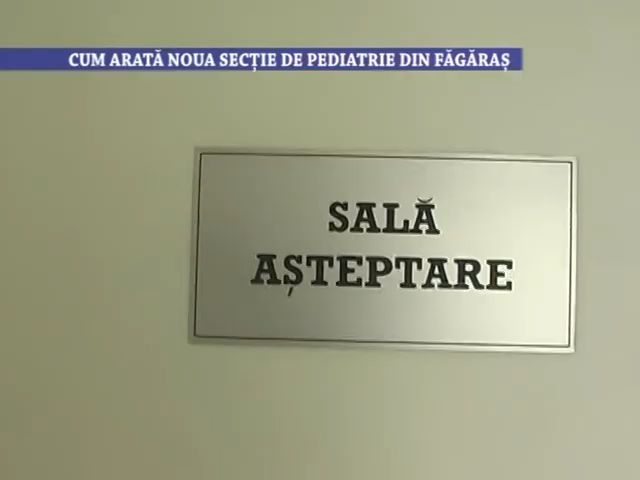 CUM ARATĂ NOUA SECȚIE DE PEDIATRIE DIN FĂGĂRAȘ
SALĂ
AȘTEPTARE